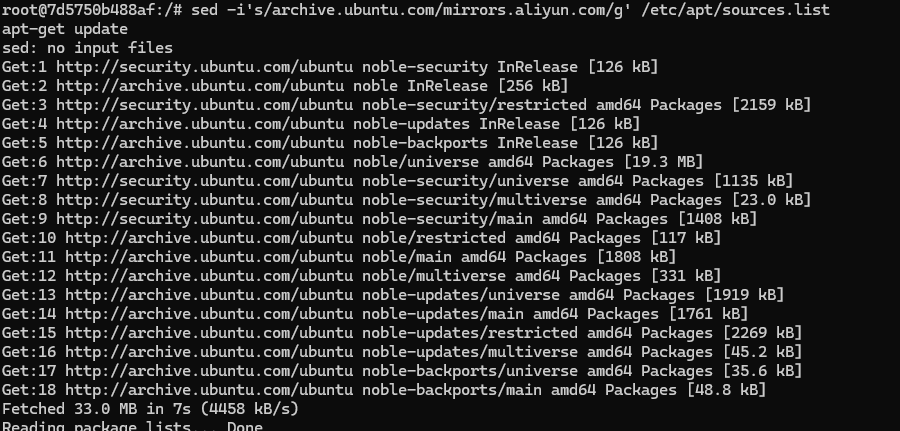 root@7d5750b488af:/# sed -i's/archive.ubuntu.com/mirrors.aliyun.com/g' /etc/apt/sources.list
apt-get update
sed: no input files
Get:1 http://security.ubuntu.com/ubuntu noble-security InRelease [126 kB]
Get:2 http://archive.ubuntu.com/ubuntu noble InRelease [256 kB]
Get:3 http://security.ubuntu.com/ubuntu noble-security/restricted amd64 Packages [2159 kB]
Get:4 http://archive.ubuntu.com/ubuntu noble-updates InRelease [126 kB]
Get:5 http://archive.ubuntu.com/ubuntu noble-backports InRelease [126 kB]
Get:6 http://archive.ubuntu.com/ubuntu noble/universe amd64 Packages [19.3 MB]
Get:7 http://security.ubuntu.com/ubuntu noble-security/universe amd64 Packages [1135 kB]
Get:8 http://security.ubuntu.com/ubuntu noble-security/multiverse amd64 Packages [23.0 kB]
Get:9 http://security.ubuntu.com/ubuntu noble-security/main amd64 Packages [1408 kB]
Get:10 http://archive.ubuntu.com/ubuntu noble/restricted amd64 Packages [117 kB]
Get:11 http://archive.ubuntu.com/ubuntu noble/main amd64 Packages [1808 kB]
Get:12 http://archive.ubuntu.com/ubuntu noble/multiverse amd64 Packages [331 kB]
Get:13 http://archive.ubuntu.com/ubuntu noble-updates/universe amd64 Packages [1919 kB]
Get:14 http://archive.ubuntu.com/ubuntu noble-updates/main amd64 Packages [1761 kB]
Get:15 http://archive.ubuntu.com/ubuntu noble-updates/restricted amd64 Packages [2269 kB]
Get:16 http://archive.ubuntu.com/ubuntu noble-updates/multiverse amd64 Packages [45.2 kB]
Get:17 http://archive.ubuntu.com/ubuntu noble-backports/universe amd64 Packages [35.6 kB]
Get:18 http://archive.ubuntu.com/ubuntu noble-backports/main amd64 Packages [48.8 kB]
Fetched 33.0 MB in 7s (4458 kB/s)
Reading package lists... Done